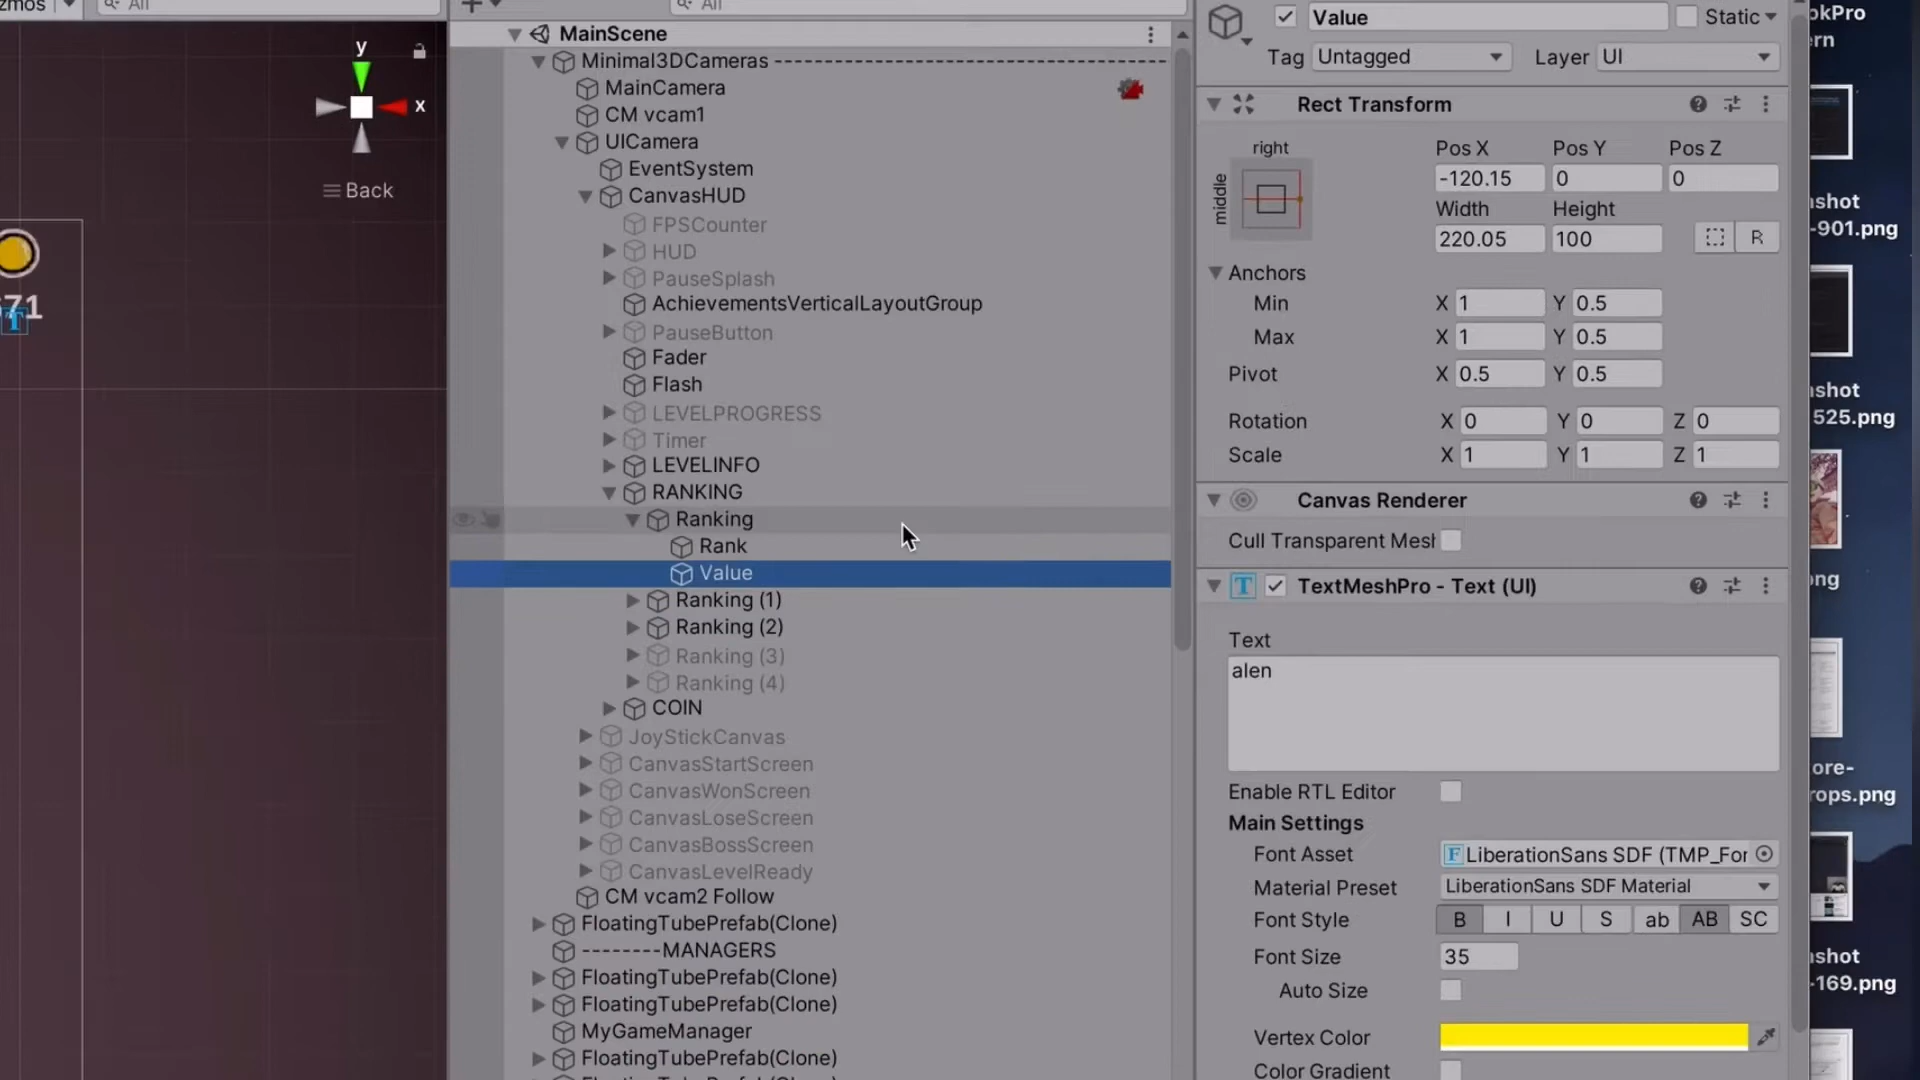 zmos
All
y
x
Back
671
All
MainScene
Minimal3DCameras ------------------------------------------
MainCamera
CM vcam1
UICamera
EventSystem
CanvasHUD
FPSCounter
HUD
PauseSplash
AchievementsVerticalLayoutGroup
PauseButton
Fader
Flash
LEVELPROGRESS
Timer
LEVELINFO
RANKING
Ranking
Rank
Value
Ranking (1)
Ranking (2)
Ranking (3)
Ranking (4)
COIN
JoyStickCanvas
CanvasStartScreen
CanvasWonScreen
CanvasLoseScreen
CanvasBossScreen
CanvasLevelReady
CM vcam2 Follow
FloatingTubePrefab(Clone)
--------MANAGERS
FloatingTubePrefab(Clone)
FloatingTubePrefab(Clone)
MyGameManager
FloatingTubePrefab(Clone)
Value Static
Tag Untagged Layer UI
Rect Transform
right Pos X Pos Y Pos Z
middle -120.15 0 0
Width Height
220.05 100 R
Anchors
Min X 1 Y 0.5
Max X 1 Y 0.5
Pivot X 0.5 Y 0.5
Rotation X 0 Y 0 Z 0
Scale X 1 Y 1 Z 1
Canvas Renderer
Cull Transparent Mesl
TextMeshPro - Text (UI)
Text
alen
Enable RTL Editor
Main Settings
Font Asset F LiberationSans SDF (TMP_For
Material Preset LiberationSans SDF Material
Font Style B I U S ab AB SC
Font Size 35
Auto Size
Vertex Color
Color Gradient
okPro
rn
shot
-901.png
shot
525.png
png
ore-
rops.png
shot
-169.png